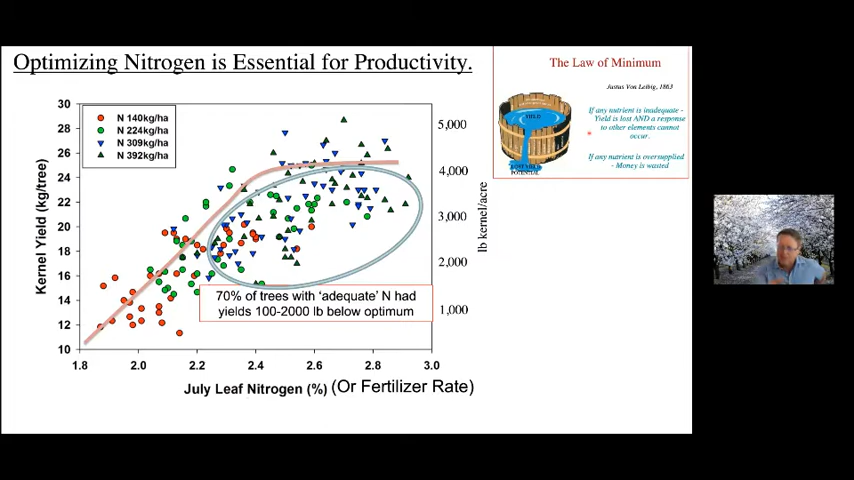 Optimizing Nitrogen is Essential for Productivity.
The Law of Minimum
Justus Von Leibig, 1863
If any nutrient is inadequate -
Yield is lost AND a response
to other elements cannot
occur.
If any nutrient is oversupplied
- Money is wasted
YIELD
LOST YIELD
POTENTIAL
N 140kg/ha
N 224kg/ha
N 309kg/ha
N 392kg/ha
Kernel Yield (kg/tree)
30
28
26
24
22
20
18
16
14
12
10
5,000
4,000
3,000
2,000
1,000
lb kernel/acre
70% of trees with 'adequate' N had
yields 100-2000 lb below optimum
1.8
2.0
2.2
2.4
2.6
2.8
3.0
July Leaf Nitrogen (%) (Or Fertilizer Rate)